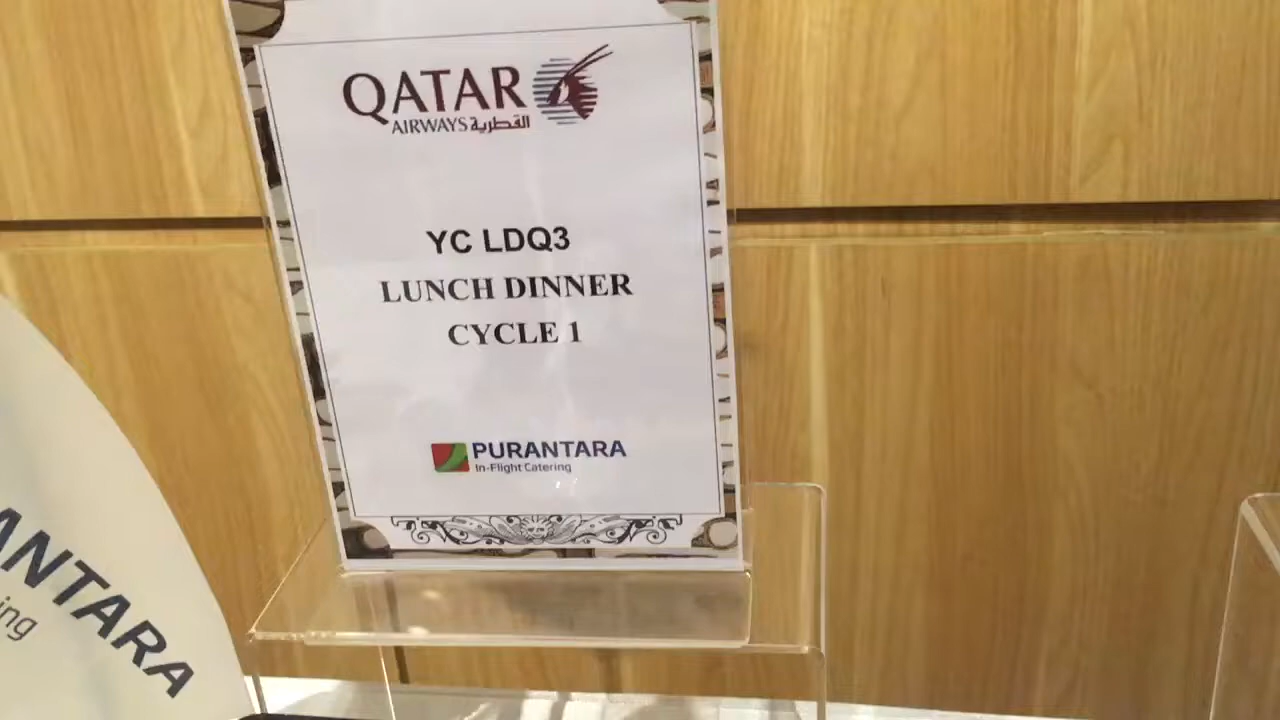 QATAR
AIRWAYS القطرية
YC LDQ3
LUNCH DINNER
CYCLE 1
PURANTARA
In-Flight Catering
ANTARA
ing